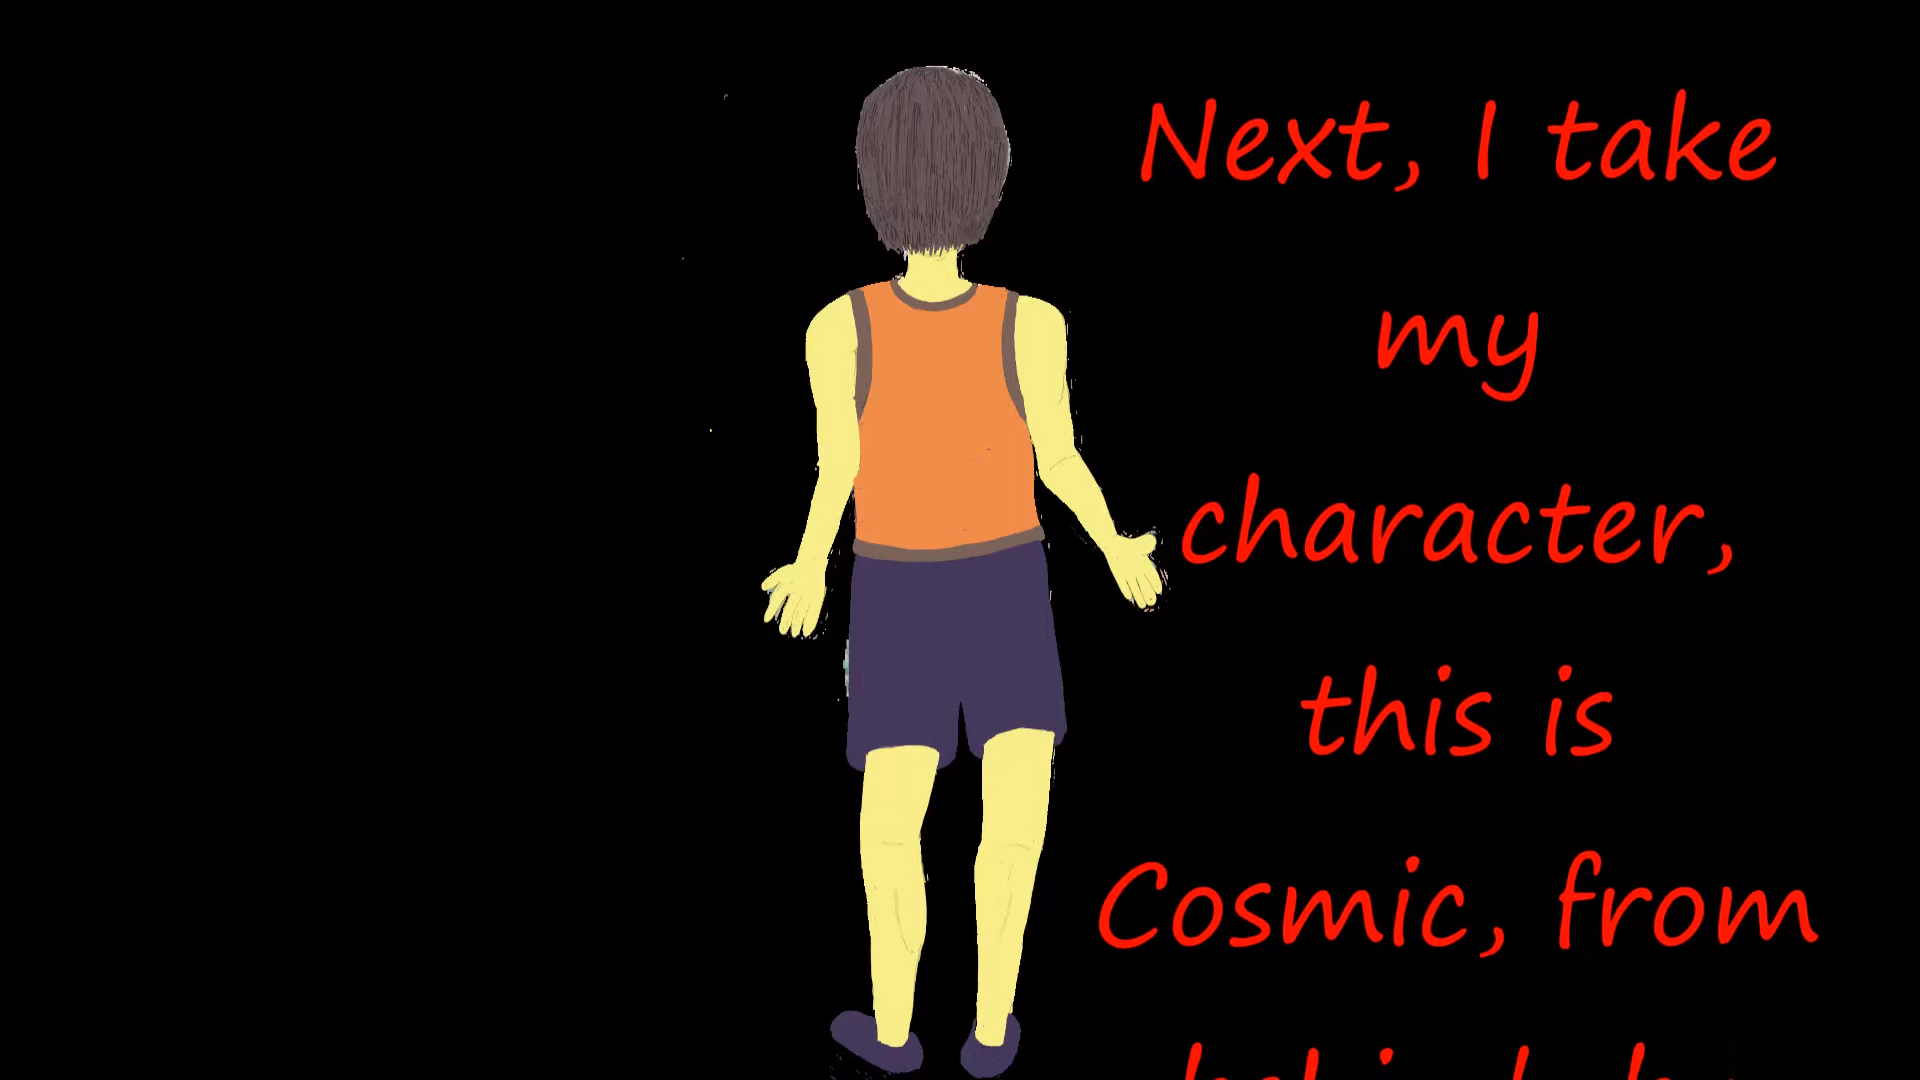 Next, I take
my
character,
this is
Cosmic, from